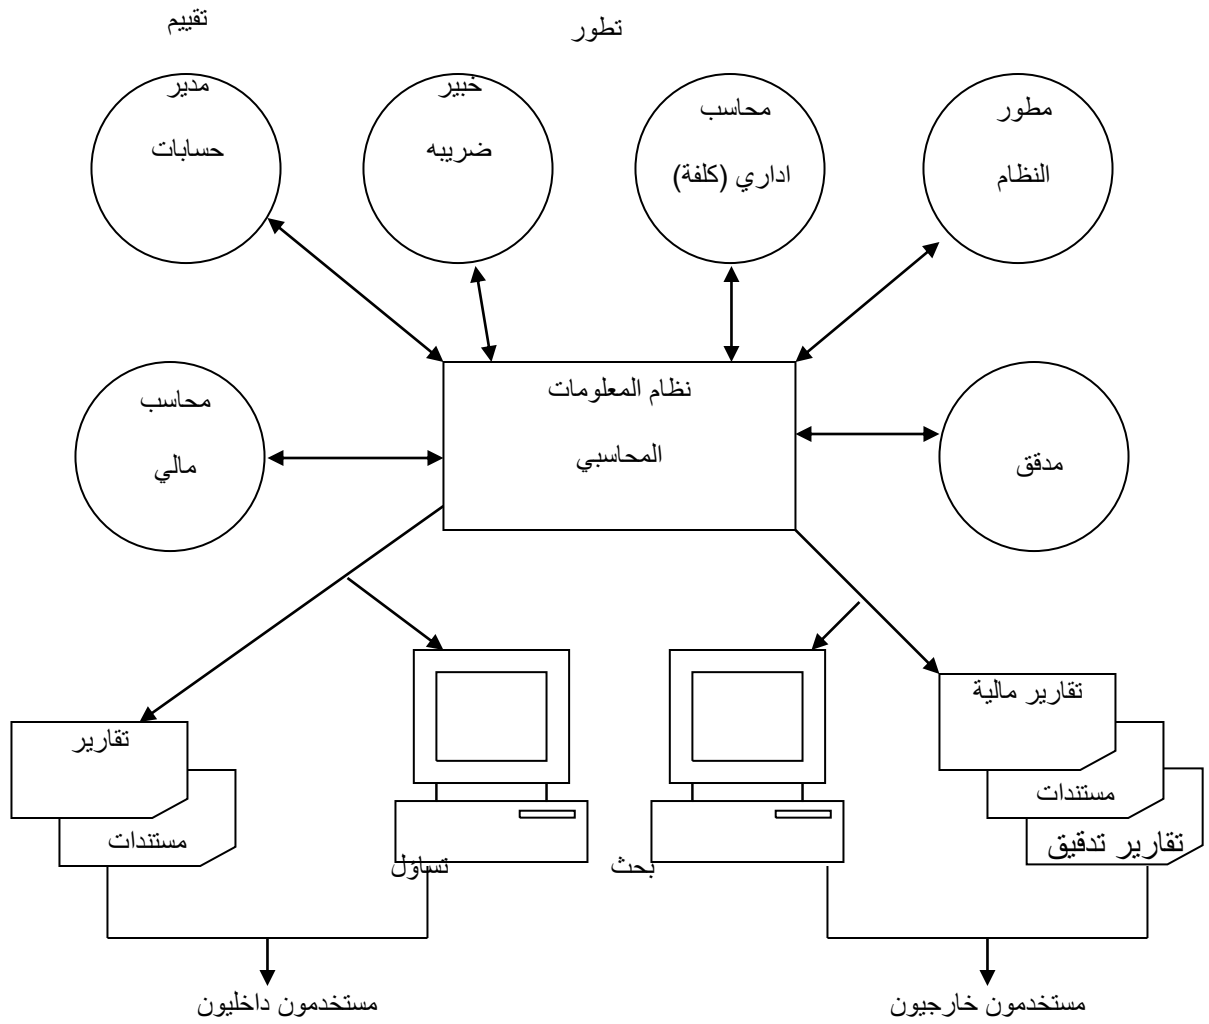 تطور
تقييم
مطور
النظام
محاسب
اداري (كلفة)
خبير
ضريبه
مدير
حسابات
نظام المعلومات
المحاسبي
مدقق
محاسب
مالي
تقارير مالية
مستندات
تقارير تدقيق
بحث
تساؤل
تقارير
مستندات
مستخدمون خارجيون
مستخدمون داخليون